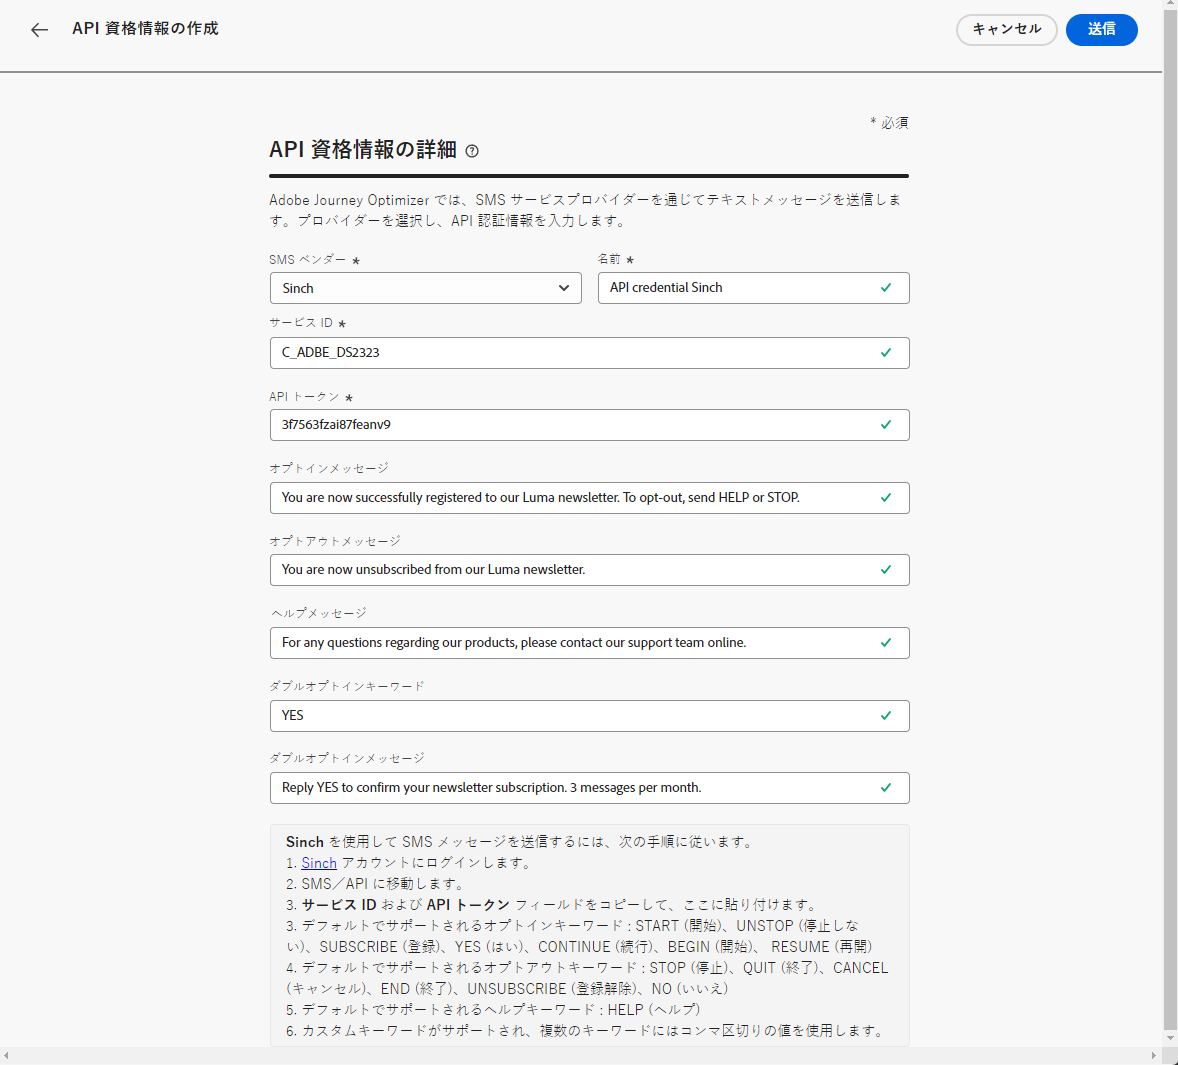 API 資格情報の作成
キャンセル
送信
* 必須
API 資格情報の詳細
Adobe Journey Optimizer では、SMS サービスプロバイダーを通じてテキストメッセージを送信しま
す。プロバイダーを選択し、API 認証情報を入力します。
SMS ベンダー *
名前 *
Sinch
API credential Sinch
サービス ID *
C_ADBE_DS2323
API トークン *
3f7563fzai87feanv9
オプトインメッセージ
You are now successfully registered to our Luma newsletter. To opt-out, send HELP or STOP.
オプトアウトメッセージ
You are now unsubscribed from our Luma newsletter.
ヘルプメッセージ
For any questions regarding our products, please contact our support team online.
ダブルオプトインキーワード
YES
ダブルオプトインメッセージ
Reply YES to confirm your newsletter subscription. 3 messages per month.
Sinch を使用して SMS メッセージを送信するには、次の手順に従います。
1. Sinch アカウントにログインします。
2. SMS／API に移動します。
3. サービス ID および API トークン フィールドをコピーして、ここに貼り付けます。
3. デフォルトでサポートされるオプトインキーワード : START (開始)、UNSTOP (停止しな
い)、SUBSCRIBE (登録)、YES (はい)、CONTINUE (続行)、BEGIN (開始)、 RESUME (再開)
4. デフォルトでサポートされるオプトアウトキーワード : STOP (停止)、QUIT (終了)、CANCEL
(キャンセル)、END (終了)、UNSUBSCRIBE (登録解除)、NO (いいえ)
5. デフォルトでサポートされるヘルプキーワード : HELP (ヘルプ)
6. カスタムキーワードがサポートされ、複数のキーワードにはコンマ区切りの値を使用します。